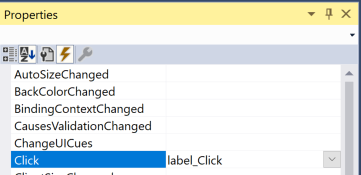 Properties
AutoSizeChanged
BackColorChanged
BindingContextChanged
CausesValidationChanged
ChangeUICues
Click label_Click